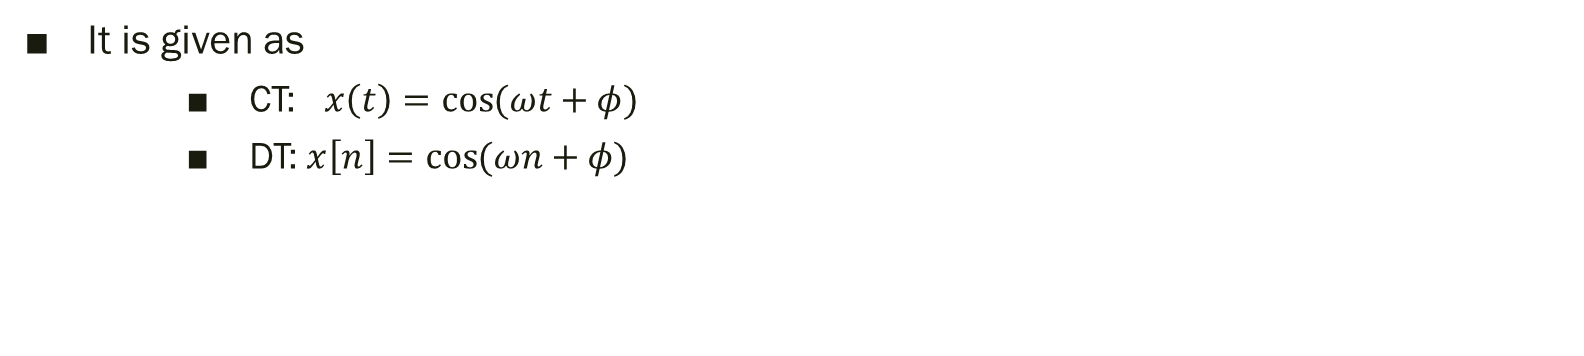 ■ It is given as
■ CT: x(t) = cos(ωt + ϕ)
■ DT: x[n] = cos(ωn + ϕ)